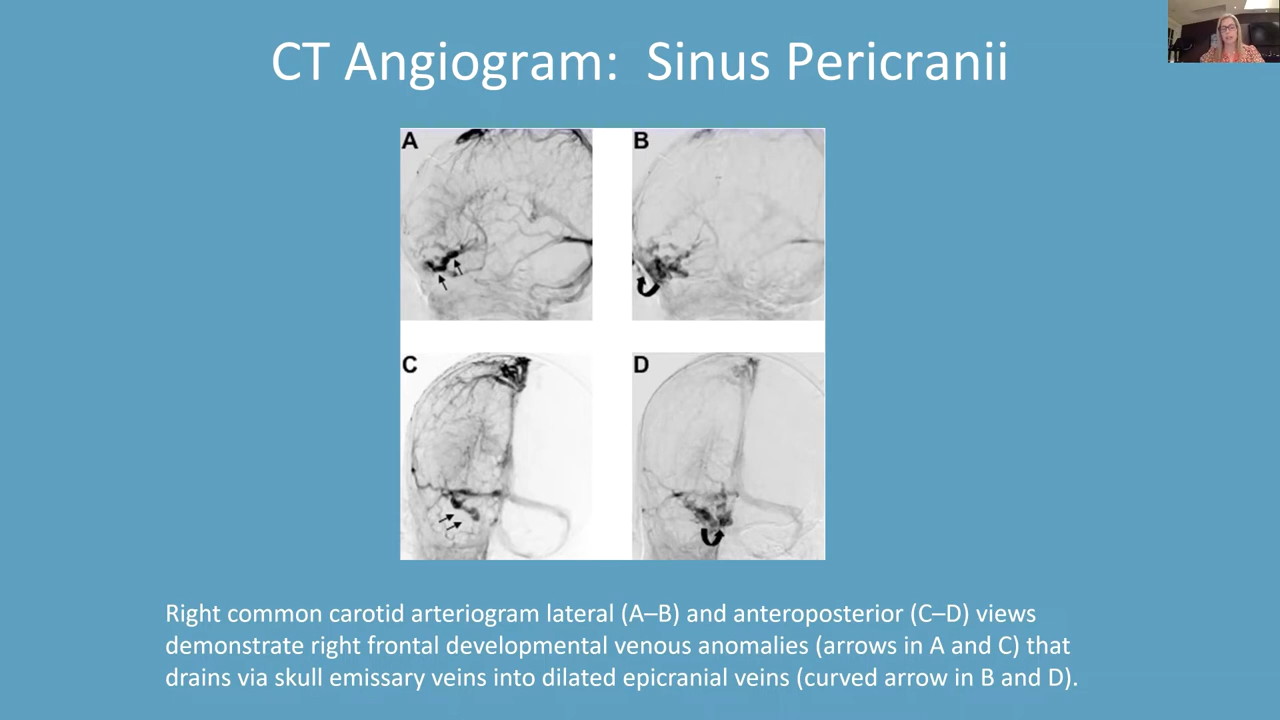 CT Angiogram:  Sinus Pericranii
A
B
C
D
Right common carotid arteriogram lateral (A–B) and anteroposterior (C–D) views
demonstrate right frontal developmental venous anomalies (arrows in A and C) that
drains via skull emissary veins into dilated epicranial veins (curved arrow in B and D).